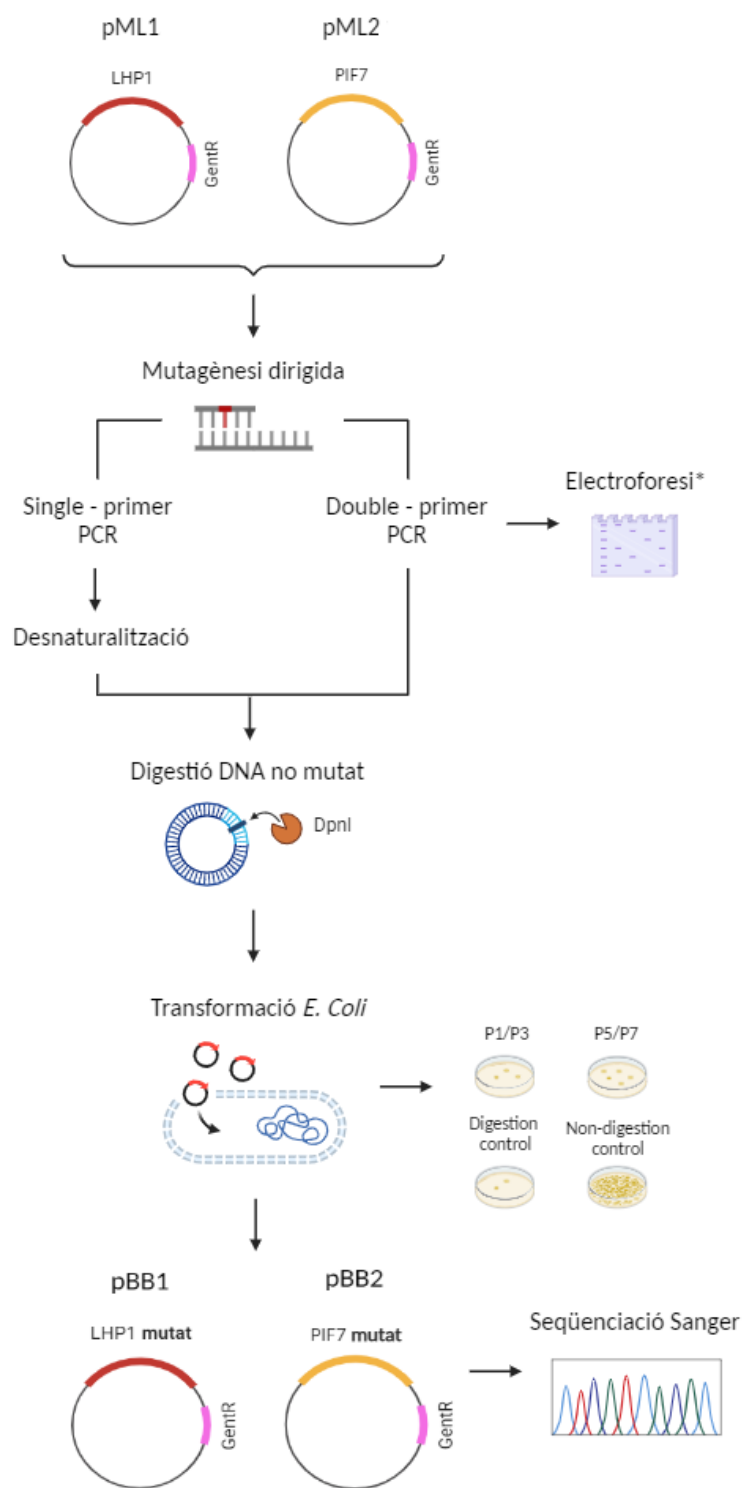 pML1
pML2
LHP1
PIF7
GentR
GentR
Mutagènesi dirigida
Single - primer
PCR
Double - primer
PCR
Electroforesi*
Desnaturalització
Digestió DNA no mutat
DpnI
Transformació E. Coli
P1/P3
P5/P7
Digestion
control
Non-digestion
control
pBB1
pBB2
LHP1 mutat
PIF7 mutat
GentR
GentR
Seqüenciació Sanger